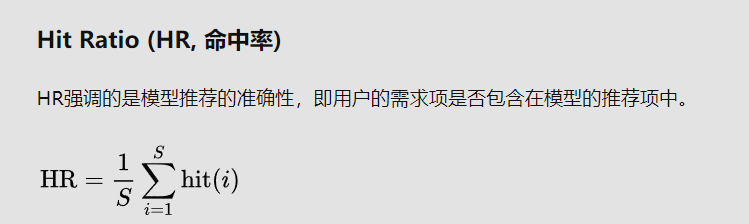 Hit Ratio (HR, 命中率)
HR强调的是模型推荐的准确性，即用户的需求项是否包含在模型的推荐项中。
HR = \frac{1}{S} \sum_{i=1}^{S} hit(i)